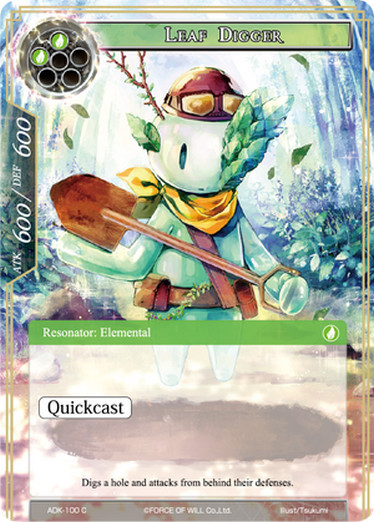 Leaf Digger
ATK 600 / DEF 600
Resonator: Elemental
Quickcast
Digs a hole and attacks from behind their defenses.
ADK-100 C ©FORCE OF WILL Co.,Ltd. Illust/Tsukumi